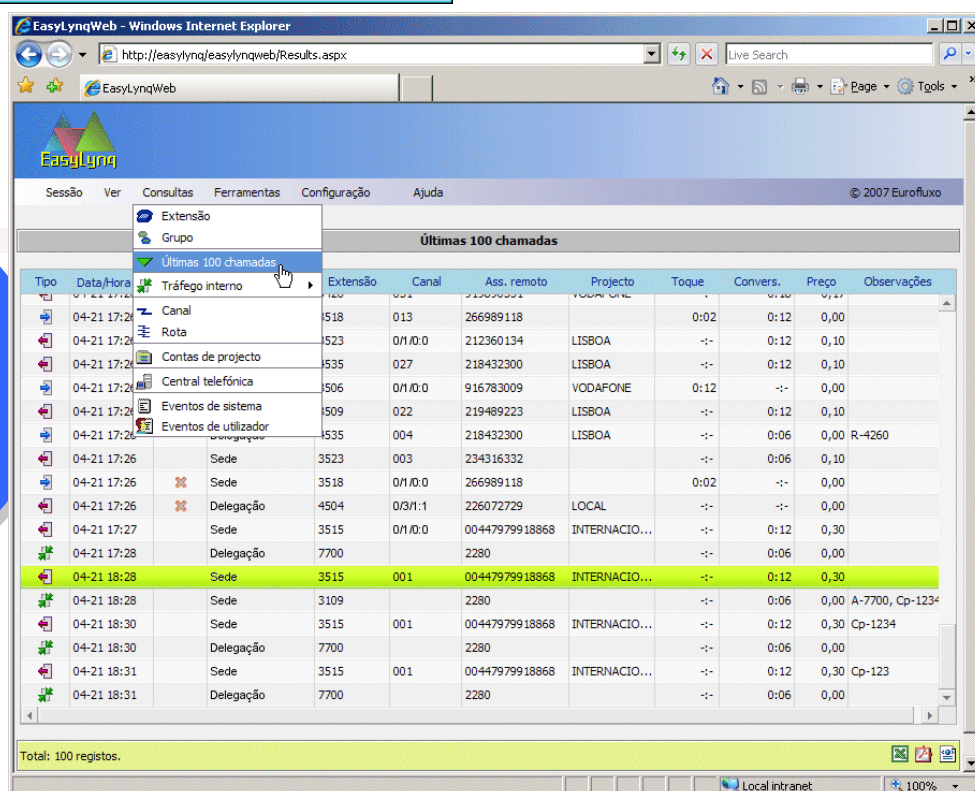 EasyLynqWeb - Windows Internet Explorer
http://easylynq/easylynqweb/Results.aspx
Live Search
EasyLynqWeb
Page
Tools
EasyLynq
Sessão Ver Consultas Ferramentas Configuração Ajuda © 2007 Eurofluxo
Extensão
Grupo
Últimas 100 chamadas
Tráfego interno
Canal
Rota
Contas de projecto
Central telefónica
Eventos de sistema
Eventos de utilizador
Últimas 100 chamadas
Tipo Data/Hora Extensão Canal Ass. remoto Projecto Toque Convers. Preço Observações
04-21 17:26 3518 013 266989118 0:02 0:12 0,00
04-21 17:26 3523 0/1/0:0 212360134 LISBOA -:- 0:12 0,10
04-21 17:26 4535 027 218432300 LISBOA -:- 0:12 0,10
04-21 17:26 3506 0/1/0:0 916783009 VODAFONE 0:12 -:- 0,00
04-21 17:26 022 219489223 LISBOA -:- 0:12 0,10
04-21 17:26 Delegação 4535 004 218432300 LISBOA -:- 0:06 0,00 R-4260
04-21 17:26 Sede 3523 003 234316332 -:- 0:06 0,10
04-21 17:26 Sede 3518 0/1/0:0 266989118 0:02 -:- 0,00
04-21 17:26 Delegação 4504 0/3/1:1 226072729 LOCAL -:- -:- 0,00
04-21 17:27 Sede 3515 0/1/0:0 00447979918868 INTERNACIO... -:- 0:12 0,30
04-21 17:28 Delegação 7700 2280 -:- 0:06 0,00
04-21 18:28 Sede 3515 001 00447979918868 INTERNACIO... -:- 0:12 0,30
04-21 18:28 Sede 3109 2280 -:- 0:06 0,00 A-7700, Cp-1234
04-21 18:30 Sede 3515 001 00447979918868 INTERNACIO... -:- 0:12 0,30 Cp-1234
04-21 18:30 Delegação 7700 2280 -:- 0:06 0,00
04-21 18:31 Sede 3515 001 00447979918868 INTERNACIO... -:- 0:12 0,30 Cp-123
04-21 18:31 Delegação 7700 2280 -:- 0:06 0,00
Total: 100 registos.
Local intranet 100%